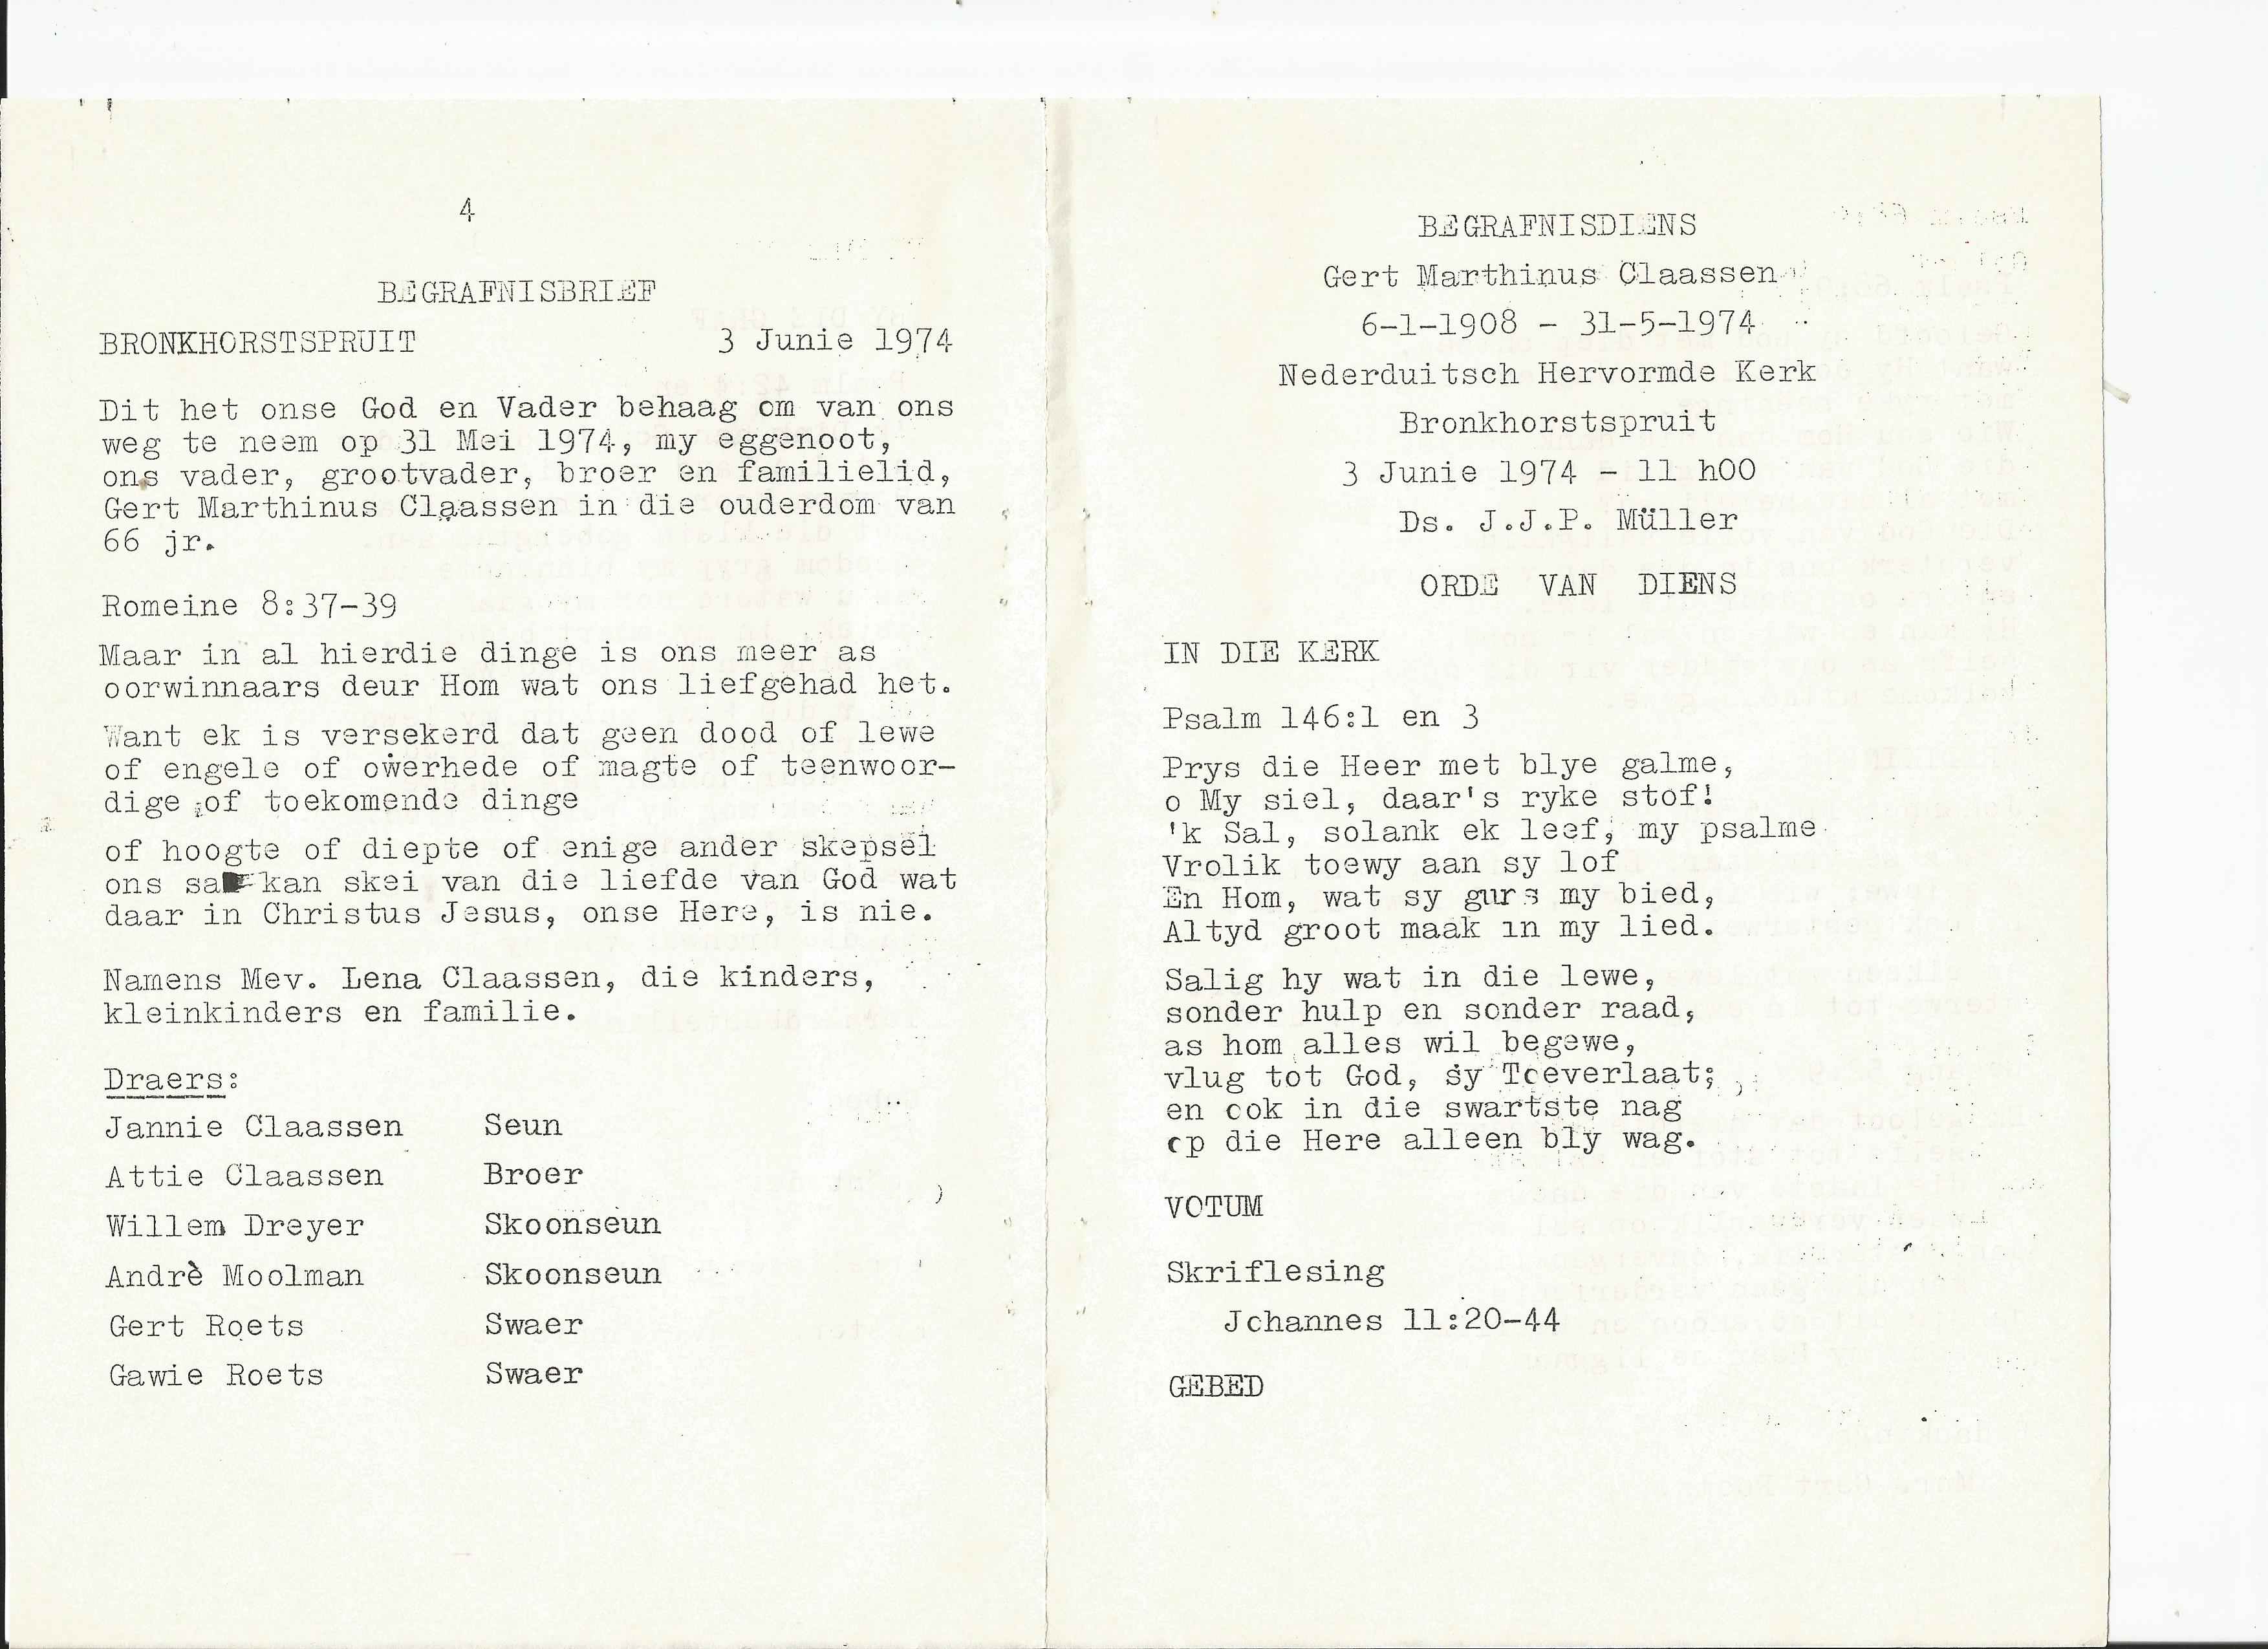 4
BEGRAFNISBRIEF
BRONKHORSTSPRUIT 3 Junie 1974
Dit het onse God en Vader behaag om van ons
weg te neem op 31 Mei 1974, my eggenoot,
ons vader, grootvader, broer en familielid,
Gert Marthinus Claassen in die ouderdom van
66 jr.
Romeine 8:37-39
Maar in al hierdie dinge is ons meer as
oorwinnaars deur Hom wat ons liefgehad het.
Want ek is versekerd dat geen dood of lewe
of engele of owerhede of magte of teenwoor-
dige of toekomende dinge
of hoogte of diepte of enige ander skepsel
ons sal kan skei van die liefde van God wat
daar in Christus Jesus, onse Here, is nie.
Namens Mev. Lena Claassen, die kinders,
kleinkinders en familie.
Draers:
Jannie Claassen Seun
Attie Claassen Broer
Willem Dreyer Skoonseun
Andrè Moolman Skoonseun
Gert Roets Swaer
Gawie Roets Swaer
BEGRAFNISDIENS
Gert Marthinus Claassen
6-1-1908 - 31-5-1974
Nederduitsch Hervormde Kerk
Bronkhorstspruit
3 Junie 1974 - 11 h00
Ds. J.J.P. Müller
ORDE VAN DIENS
IN DIE KERK
Psalm 146:1 en 3
Prys die Heer met blye galme,
o My siel, daar's ryke stof!
'k Sal, solank ek leef, my psalme
Vrolik toewy aan sy lof
En Hom, wat sy guns my bied,
Altyd groot maak in my lied.
Salig hy wat in die lewe,
sonder hulp en sonder raad,
as hom alles wil begewe,
vlug tot God, sy Toeverlaat;
en ook in die swartste nag
op die Here alleen bly wag.
VOTUM
Skriflesing
Johannes 11:20-44
GEBED